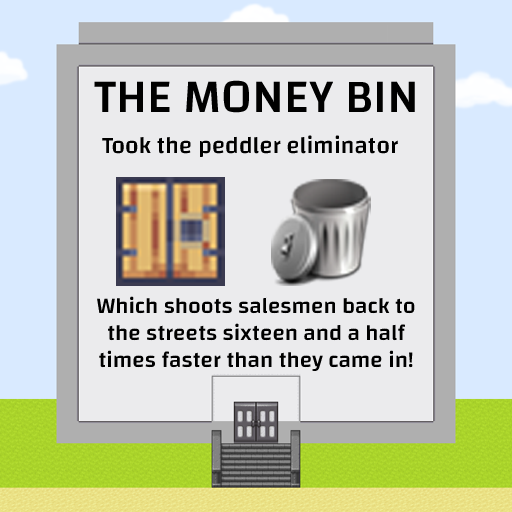 THE MONEY BIN
Took the peddler eliminator
Which shoots salesmen back to
the streets sixteen and a half
times faster than they came in!